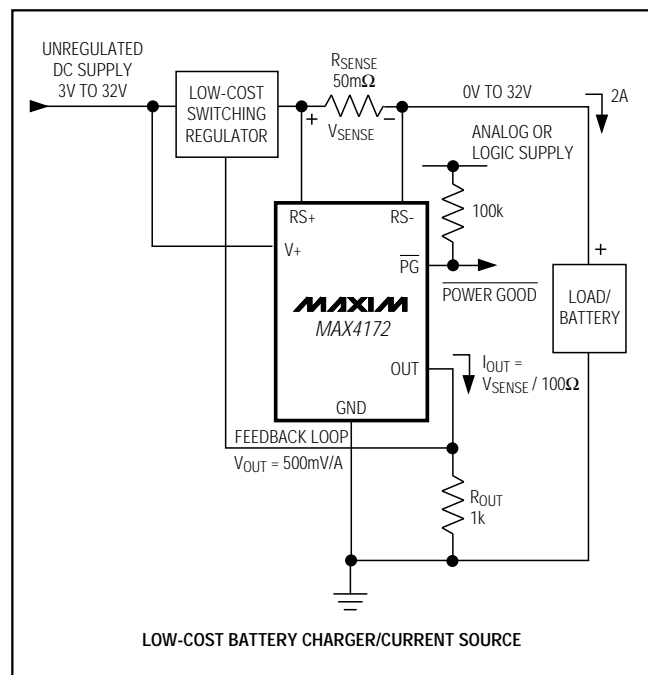 UNREGULATED
DC SUPPLY
3V TO 32V
LOW-COST
SWITCHING
REGULATOR
RSENSE
50mΩ
+
VSENSE
-
0V TO 32V
2A
ANALOG OR
LOGIC SUPPLY
100k
RS+
RS-
V+
PG
POWER GOOD
MAXIM
MAX4172
+
LOAD/
BATTERY
OUT
IOUT =
VSENSE / 100Ω
GND
FEEDBACK LOOP
VOUT = 500mV/A
ROUT
1k
LOW-COST BATTERY CHARGER/CURRENT SOURCE